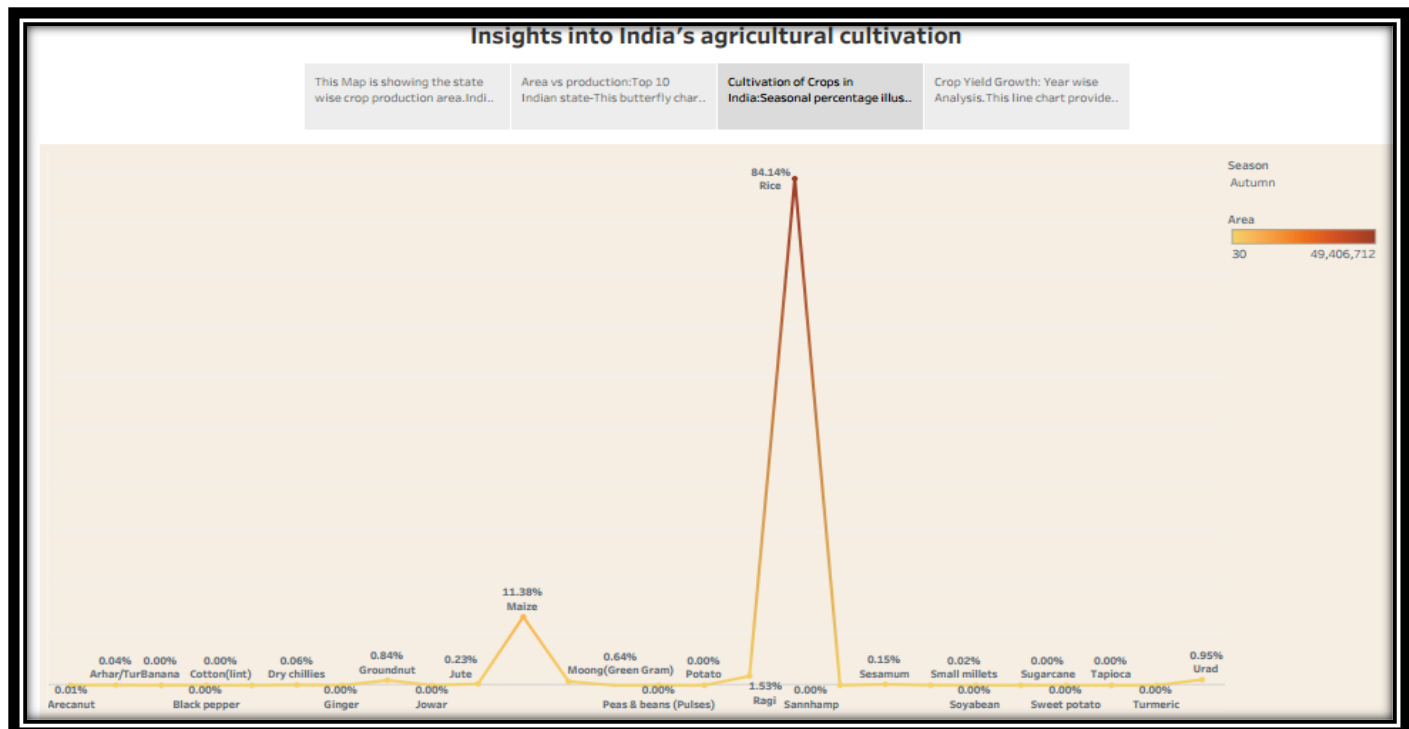 Insights into India's agricultural cultivation
This Map is showing the state
wise crop production area.Indi..
Area vs production:Top 10
Indian state-This butterfly char..
Cultivation of Crops in
India:Seasonal percentage illus..
Crop Yield Growth: Year wise
Analysis.This line chart provide..
Season
Autumn
Area
30 49,406,712
84.14%
Rice
11.38%
Maize
0.01%
Arecanut
0.04%
Arhar/Tur
0.00%
Banana
0.00%
Black pepper
0.00%
Cotton(lint)
0.06%
Dry chillies
0.00%
Ginger
0.84%
Groundnut
0.00%
Jowar
0.23%
Jute
0.64%
Moong(Green Gram)
0.00%
Peas & beans (Pulses)
0.00%
Potato
1.53%
Ragi
0.00%
Sannhamp
0.15%
Sesamum
0.02%
Small millets
0.00%
Soyabean
0.00%
Sugarcane
0.00%
Sweet potato
0.00%
Tapioca
0.00%
Turmeric
0.95%
Urad